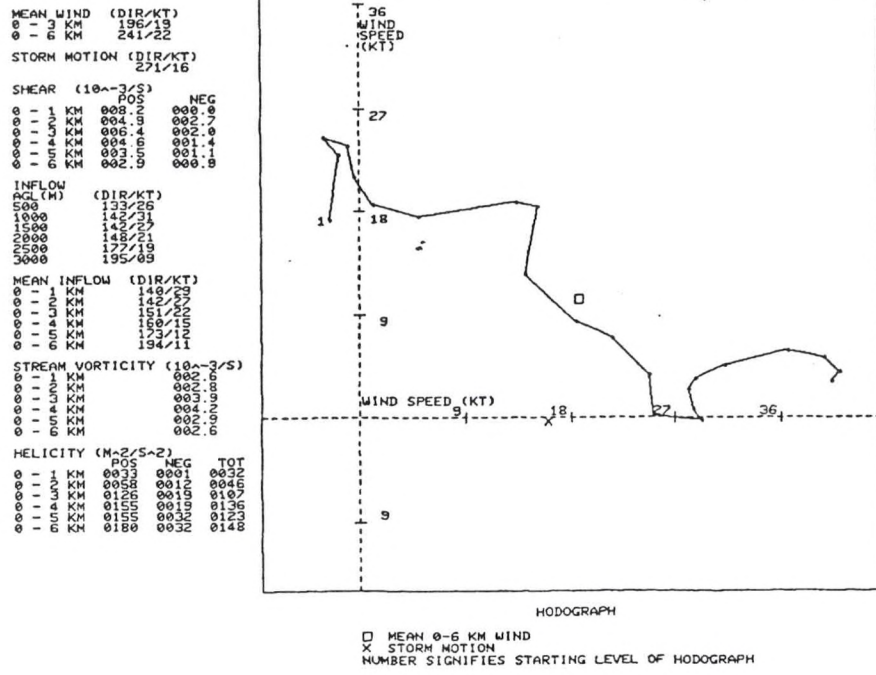 MEAN WIND (DIR/KT)
0 - 3 KM 196/19
0 - 6 KM 241/22
STORM MOTION (DIR/KT)
271/16
SHEAR (10^-3/S)
POS NEG
0 - 1 KM 008.2 000.0
0 - 2 KM 004.9 002.7
0 - 3 KM 006.4 002.0
0 - 4 KM 004.6 001.4
0 - 5 KM 003.5 001.1
0 - 6 KM 002.9 000.9
INFLOW
AGL(M) (DIR/KT)
500 133/26
1000 142/31
1500 142/27
2000 148/21
2500 177/19
3000 195/09
MEAN INFLOW (DIR/KT)
0 - 1 KM 140/29
0 - 2 KM 142/27
0 - 3 KM 151/22
0 - 4 KM 160/15
0 - 5 KM 173/12
0 - 6 KM 194/11
STREAM VORTICITY (10^-3/S)
0 - 1 KM
0 - 2 KM 002.8
0 - 3 KM 003.9
0 - 4 KM 004.2
0 - 5 KM 002.9
0 - 6 KM 002.6
HELICITY (M^2/S^2)
POS NEG TOT
0 - 1 KM 0033 0001 0032
0 - 2 KM 0058 0012 0046
0 - 3 KM 0126 0019 0107
0 - 4 KM 0155 0019 0136
0 - 5 KM 0155 0032 0123
0 - 6 KM 0180 0032 0148
36
WIND
SPEED
(KT)
27
18
1
9
WIND SPEED (KT)
9 18 27 36
9
HODOGRAPH
□ MEAN 0-6 KM WIND
X STORM MOTION
NUMBER SIGNIFIES STARTING LEVEL OF HODOGRAPH